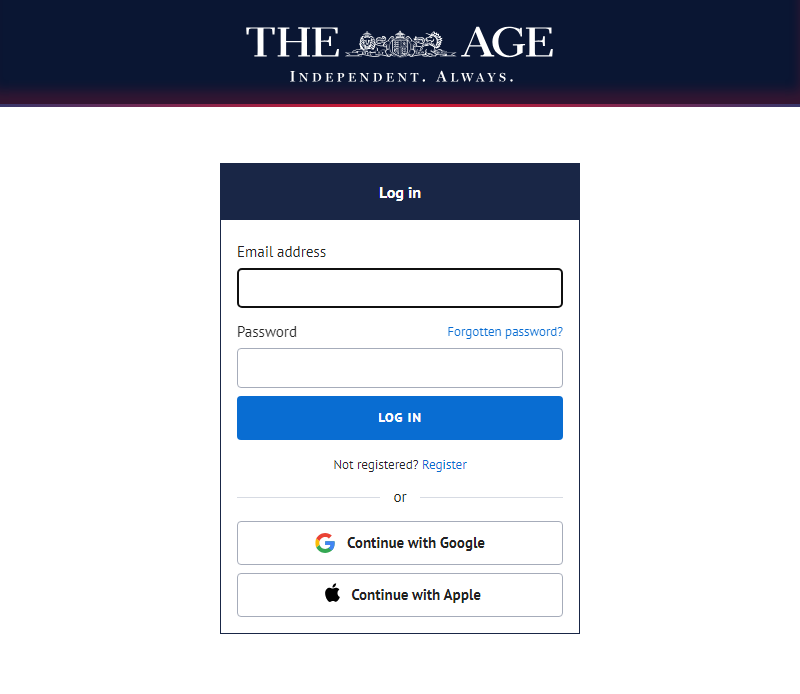 THE AGE
INDEPENDENT. ALWAYS.
Log in
Email address
Password Forgotten password?
LOG IN
Not registered? Register
or
Continue with Google
Continue with Apple